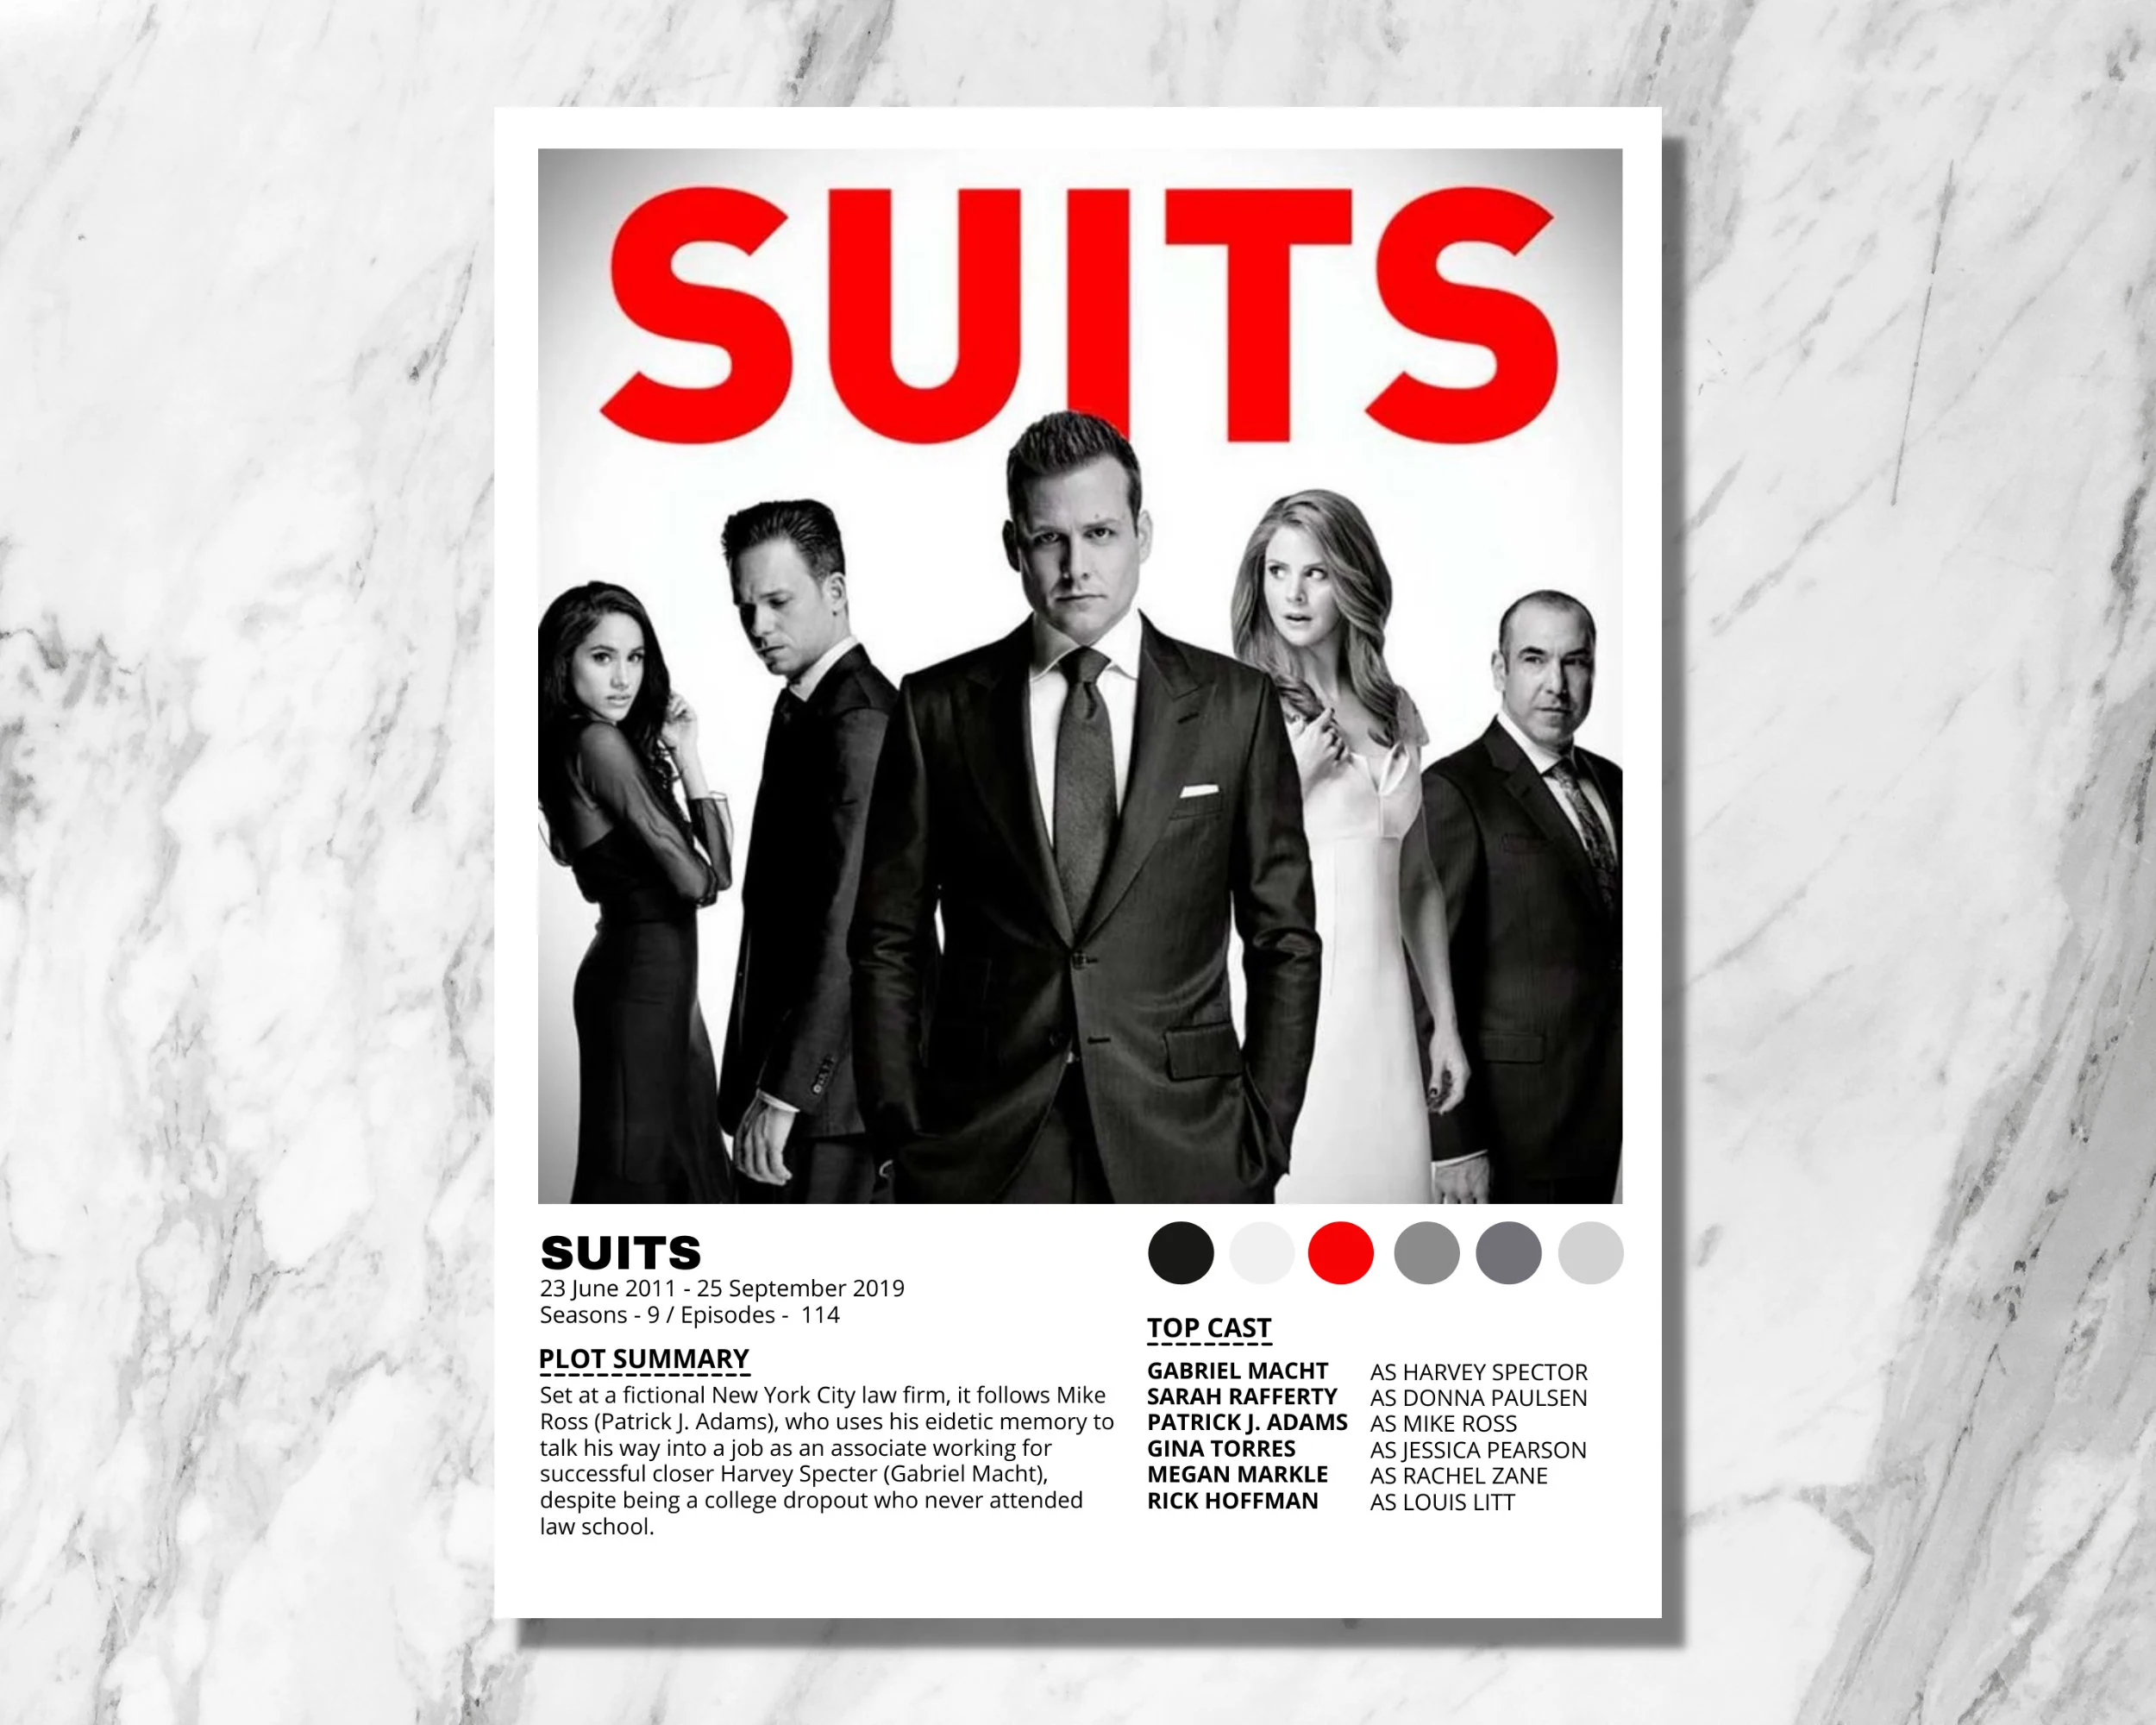 SUITS
SUITS
23 June 2011 - 25 September 2019
Seasons - 9 / Episodes -  114
PLOT SUMMARY
Set at a fictional New York City law firm, it follows Mike
Ross (Patrick J. Adams), who uses his eidetic memory to
talk his way into a job as an associate working for
successful closer Harvey Specter (Gabriel Macht),
despite being a college dropout who never attended
law school.
TOP CAST
GABRIEL MACHT AS HARVEY SPECTOR
SARAH RAFFERTY AS DONNA PAULSEN
PATRICK J. ADAMS AS MIKE ROSS
GINA TORRES AS JESSICA PEARSON
MEGAN MARKLE AS RACHEL ZANE
RICK HOFFMAN AS LOUIS LITT